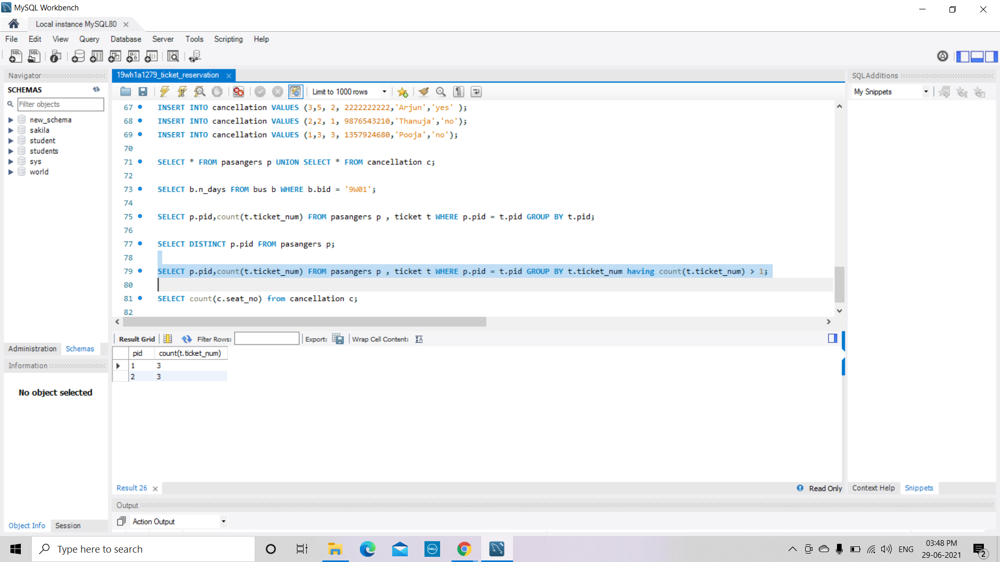 MySQL Workbench
Local instance MySQL80
File Edit View Query Database Server Tools Scripting Help
Navigator
SCHEMAS
Filter objects
new_schema
sakila
student
students
sys
world
Administration Schemas
Information
No object selected
Object Info Session
19wh1a1279_ticket_reservation
Limit to 1000 rows
67 INSERT INTO cancellation VALUES (3,5, 2, 2222222222,'Arjun','yes' );
68 INSERT INTO cancellation VALUES (2,2, 1, 9876543210,'Thanuja','no');
69 INSERT INTO cancellation VALUES (1,3, 3, 1357924680,'Pooja','no');
70
71 SELECT * FROM pasangers p UNION SELECT * FROM cancellation c;
72
73 SELECT b.n_days FROM bus b WHERE b.bid = '9W01';
74
75 SELECT p.pid,count(t.ticket_num) FROM pasangers p , ticket t WHERE p.pid = t.pid GROUP BY t.pid;
76
77 SELECT DISTINCT p.pid FROM pasangers p;
78
79 SELECT p.pid,count(t.ticket_num) FROM pasangers p , ticket t WHERE p.pid = t.pid GROUP BY t.ticket_num having count(t.ticket_num) > 1;
80
81 SELECT count(c.seat_no) from cancellation c;
82
Result Grid Filter Rows: Export: Wrap Cell Content:
pid count(t.ticket_num)
1 3
2 3
Result 26
Read Only
Output
Action Output
SQLAdditions
My Snippets
Context Help Snippets
Type here to search
DELL
ENG
03:48 PM
29-06-2021
2